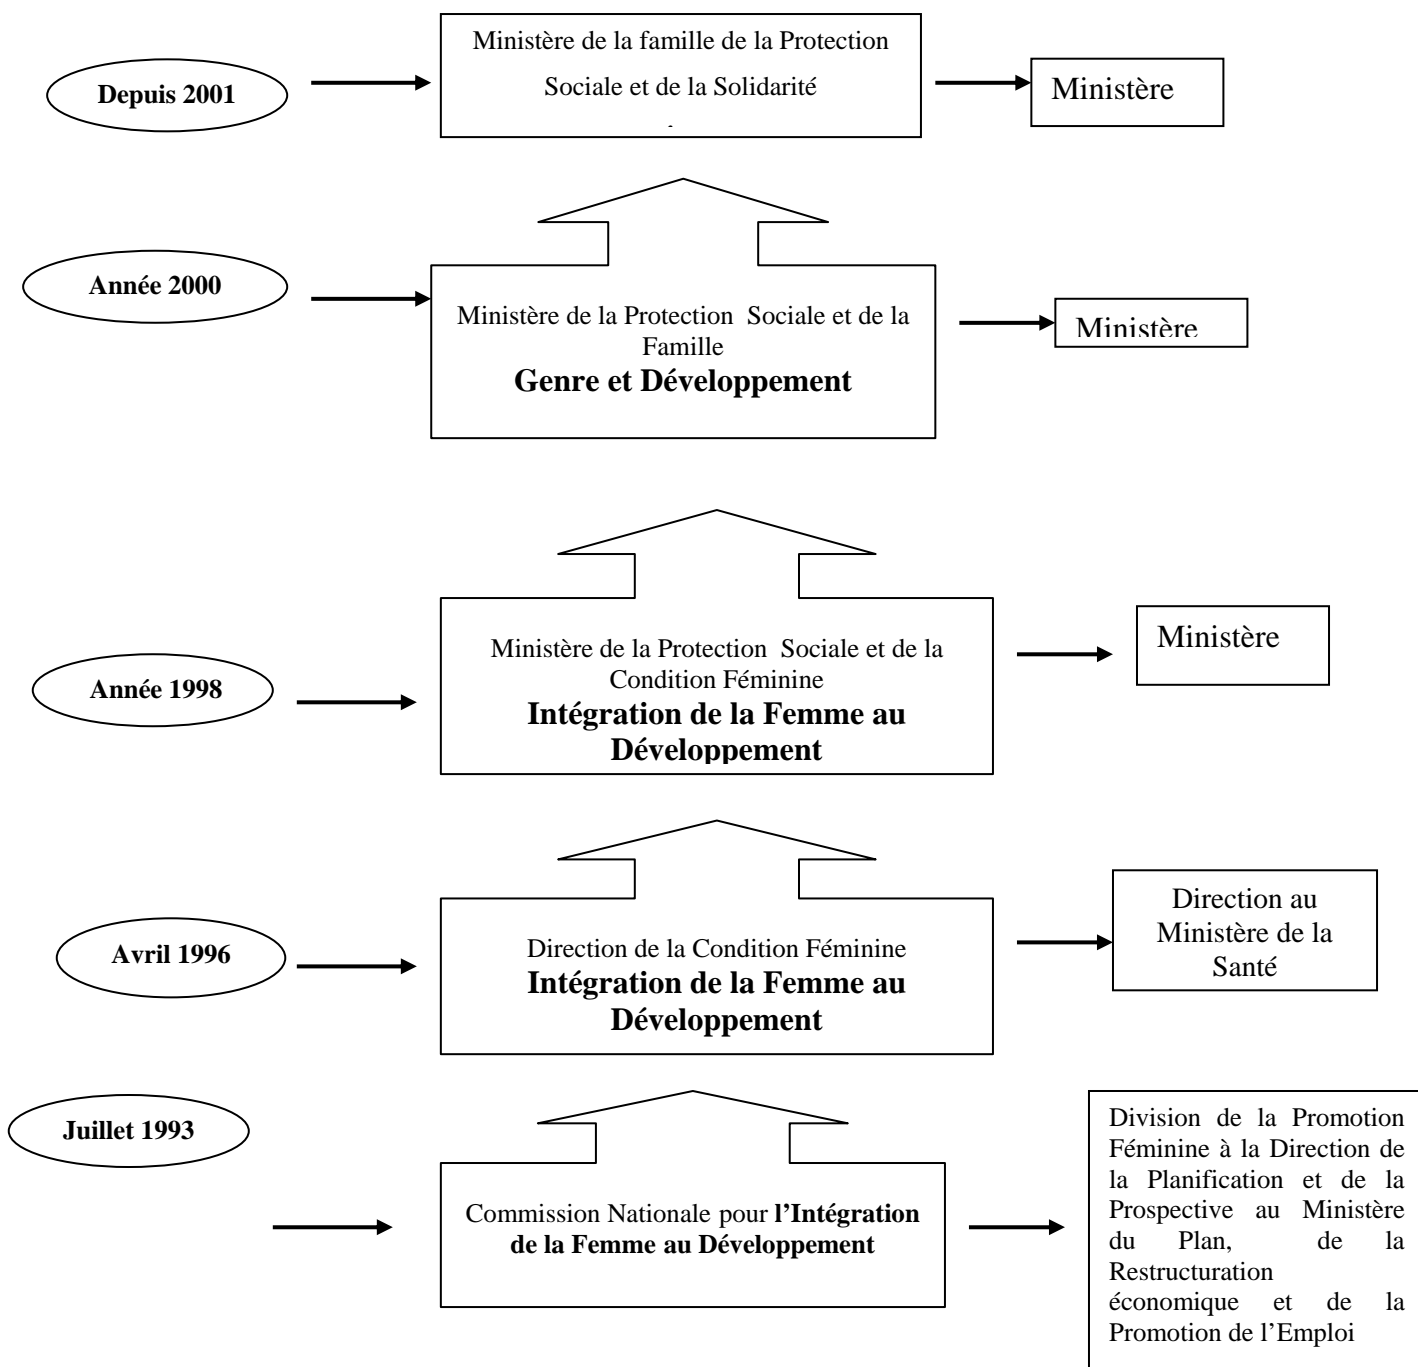 Ministère de la famille de la Protection
Sociale et de la Solidarité
Depuis 2001
Ministère
Année 2000
Ministère de la Protection  Sociale et de la
Famille
Genre et Développement
Ministère
Ministère de la Protection  Sociale et de la
Condition Féminine
Intégration de la Femme au
Développement
Année 1998
Ministère
Direction de la Condition Féminine
Intégration de la Femme au
Développement
Avril 1996
Direction au
Ministère de la
Santé
Juillet 1993
Commission Nationale pour l’Intégration
de la Femme au Développement
Division de la Promotion
Féminine à la Direction de
la Planification et de la
Prospective au Ministère
du Plan, de la
Restructuration
économique et de la
Promotion de l’Emploi